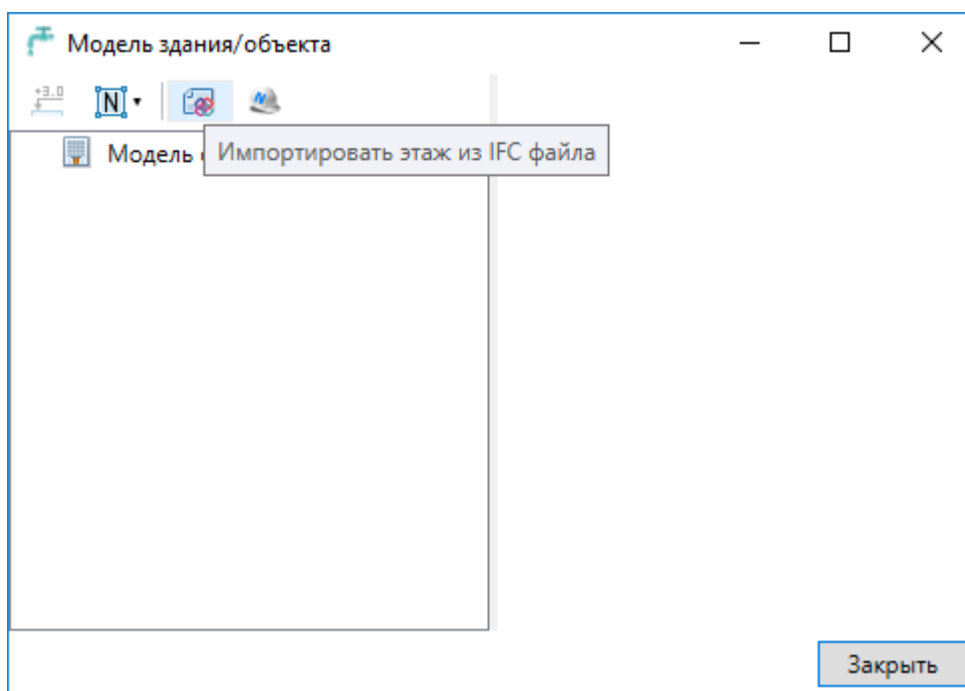 Модель здания/объекта
+3.0
N
Модель
Импортировать этаж из IFC файла
Закрыть